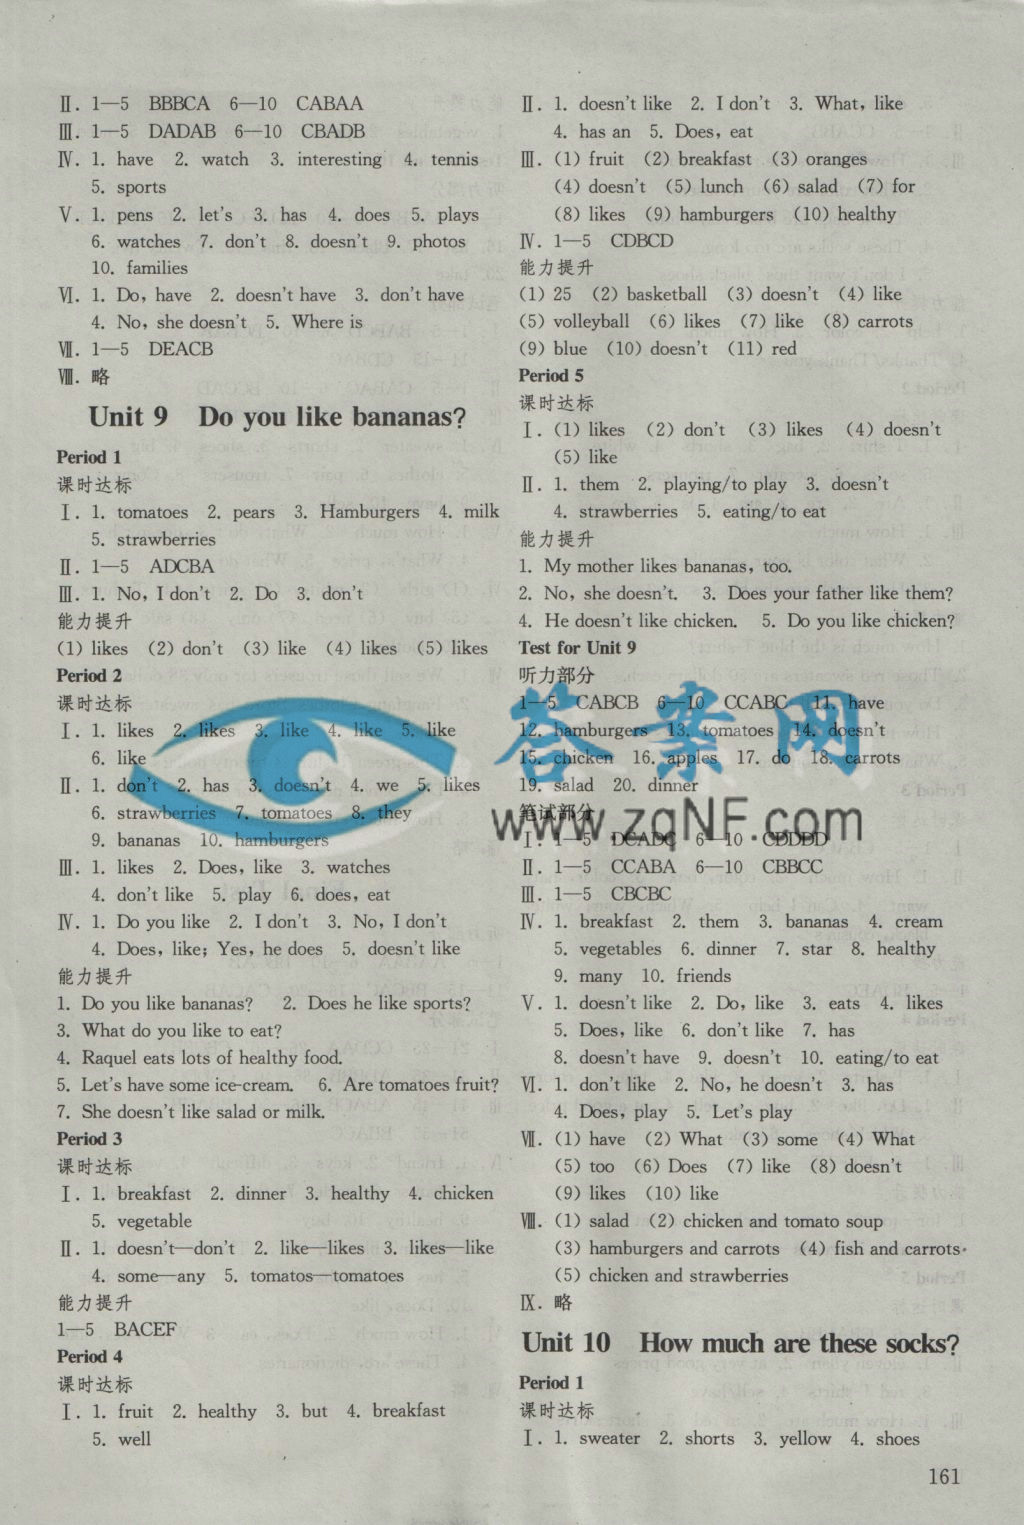 Ⅱ. 1—5 BBBCA 6—10 CABAA
Ⅲ. 1—5 DADAB 6—10 CBADB
Ⅳ. 1. have 2. watch 3. interesting 4. tennis
5. sports
Ⅴ. 1. pens 2. let's 3. has 4. does 5. plays
6. watches 7. don't 8. doesn't 9. photos
10. families
Ⅵ. 1. Do, have 2. doesn't have 3. don't have
4. No, she doesn't 5. Where is
Ⅶ. 1—5 DEACB
Ⅷ. 略
Unit 9 Do you like bananas?
Period 1
课时达标
Ⅰ. 1. tomatoes 2. pears 3. Hamburgers 4. milk
5. strawberries
Ⅱ. 1—5 ADCBA
Ⅲ. 1. No, I don't 2. Do 3. don't
能力提升
(1) likes (2) don't (3) like (4) likes (5) likes
Period 2
课时达标
Ⅰ. 1. likes 2. likes 3. like 4. like 5. like
6. like
Ⅱ. 1. don't 2. has 3. doesn't 4. we 5. likes
6. strawberries 7. tomatoes 8. they
9. bananas 10. hamburgers
Ⅲ. 1. likes 2. Does, like 3. watches
4. don't like 5. play 6. does, eat
Ⅳ. 1. Do you like 2. I don't 3. No, I don't
4. Does, like; Yes, he does 5. doesn't like
能力提升
1. Do you like bananas? 2. Does he like sports?
3. What do you like to eat?
4. Raquel eats lots of healthy food.
5. Let's have some ice-cream. 6. Are tomatoes fruit?
7. She doesn't like salad or milk.
Period 3
课时达标
Ⅰ. 1. breakfast 2. dinner 3. healthy 4. chicken
5. vegetable
Ⅱ. 1. doesn't—don't 2. like—likes 3. likes—like
4. some—any 5. tomatos—tomatoes
能力提升
1—5 BACEF
Period 4
课时达标
Ⅰ. 1. fruit 2. healthy 3. but 4. breakfast
5. well
Ⅱ. 1. doesn't like 2. I don't 3. What, like
4. has an 5. Does, eat
Ⅲ. (1) fruit (2) breakfast (3) oranges
(4) doesn't (5) lunch (6) salad (7) for
(8) likes (9) hamburgers (10) healthy
Ⅳ. 1—5 CDBCD
能力提升
(1) 25 (2) basketball (3) doesn't (4) like
(5) volleyball (6) likes (7) like (8) carrots
(9) blue (10) doesn't (11) red
Period 5
课时达标
Ⅰ. (1) likes (2) don't (3) likes (4) doesn't
(5) like
Ⅱ. 1. them 2. playing/to play 3. doesn't
4. strawberries 5. eating/to eat
能力提升
1. My mother likes bananas, too.
2. No, she doesn't. 3. Does your father like them?
4. He doesn't like chicken. 5. Do you like chicken?
Test for Unit 9
听力部分
1—5 CABCB 6—10 CCABC 11. have
12. hamburgers 13. tomatoes 14. doesn't
15. chicken 16. apples 17. do 18. carrots
19. salad 20. dinner
笔试部分
Ⅰ. 1—5 DCADC 6—10 CDDDD
Ⅱ. 1—5 CCABA 6—10 CBBCC
Ⅲ. 1—5 CBCBC
Ⅳ. 1. breakfast 2. them 3. bananas 4. cream
5. vegetables 6. dinner 7. star 8. healthy
9. many 10. friends
Ⅴ. 1. doesn't like 2. Do, like 3. eats 4. likes
5. Does, like 6. don't like 7. has
8. doesn't have 9. doesn't 10. eating/to eat
Ⅵ. 1. don't like 2. No, he doesn't 3. has
4. Does, play 5. Let's play
Ⅶ. (1) have (2) What (3) some (4) What
(5) too (6) Does (7) like (8) doesn't
(9) likes (10) like
Ⅷ. (1) salad (2) chicken and tomato soup
(3) hamburgers and carrots (4) fish and carrots
(5) chicken and strawberries
Ⅸ. 略
Unit 10 How much are these socks?
Period 1
课时达标
Ⅰ. 1. sweater 2. shorts 3. yellow 4. shoes
161
答案网
www.zqNF.com